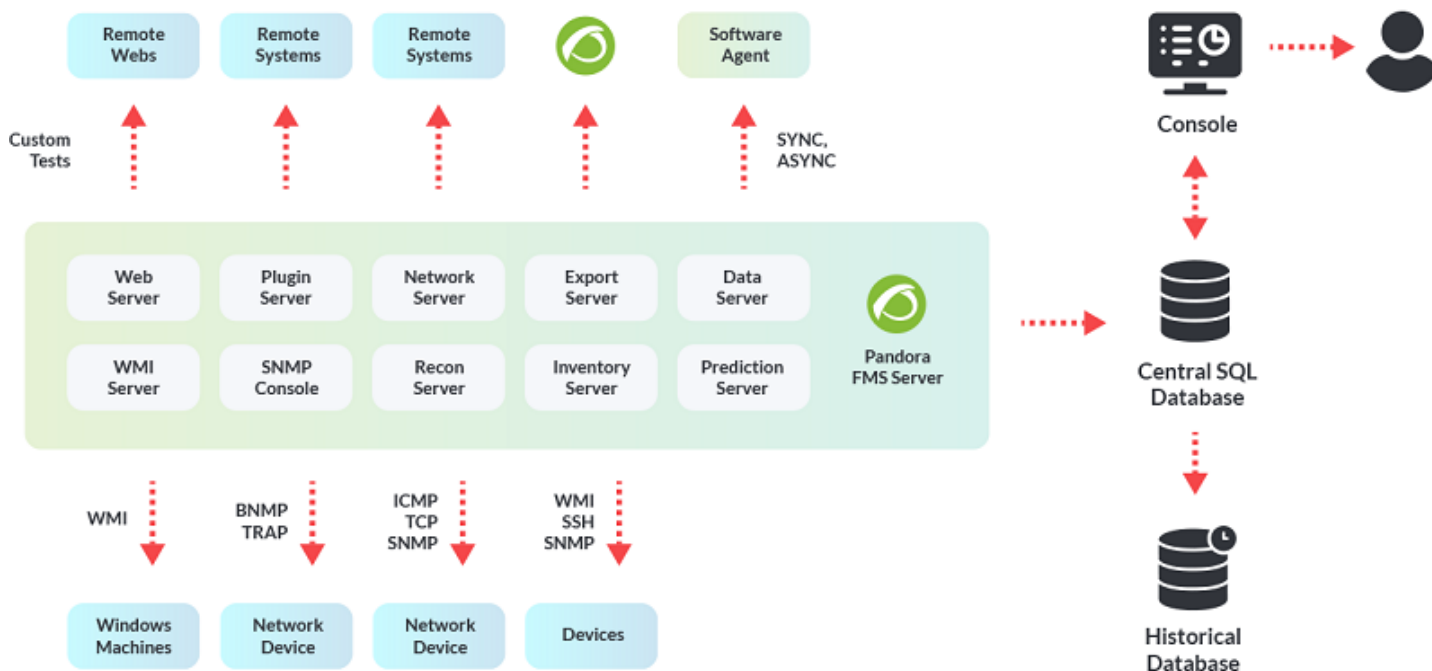 Remote
Webs
Remote
Systems
Remote
Systems
Software
Agent
Console
Custom
Tests
SYNC,
ASYNC
Web
Server
Plugin
Server
Network
Server
Export
Server
Data
Server
WMI
Server
SNMP
Console
Recon
Server
Inventory
Server
Prediction
Server
Pandora
FMS Server
Central SQL
Database
WMI
BNMP
TRAP
ICMP
TCP
SNMP
WMI
SSH
SNMP
Windows
Machines
Network
Device
Network
Device
Devices
Historical
Database